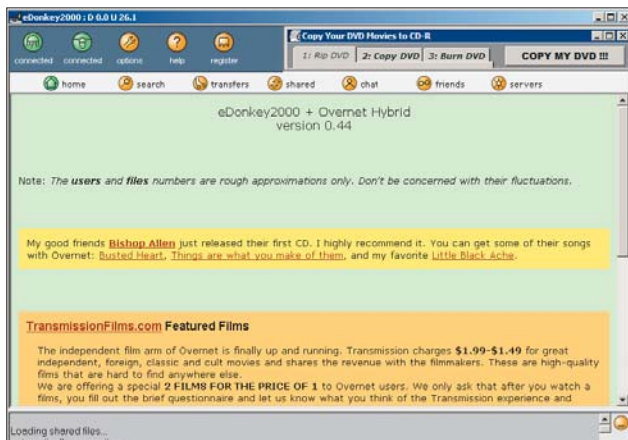 eDonkey2000 : D 0.0 U 26.1
Copy Your DVD Movies to CD-R
1: Rip DVD 2: Copy DVD 3: Burn DVD COPY MY DVD !!!
connected connected options help register
home search transfers shared chat friends servers
eDonkey2000 + Overnet Hybrid
version 0.44
Note: The users and files numbers are rough approximations only. Don't be concerned with their fluctuations.
My good friends Bishop Allen just released their first CD. I highly recommend it. You can get some of their songs
with Overnet: Busted Heart, Things are what you make of them, and my favorite Little Black Ache.
TransmissionFilms.com Featured Films
The independent film arm of Overnet is finally up and running. Transmission charges $1.99-$1.49 for great
independent, foreign, classic and cult movies and shares the revenue with the filmmakers. These are high-quality
films that are hard to find anywhere else.
We are offering a special 2 FILMS FOR THE PRICE OF 1 to Overnet users. We only ask that after you watch a
films, you fill out the brief questionnaire and let us know what you think of the Transmission experience and
Loading shared files...